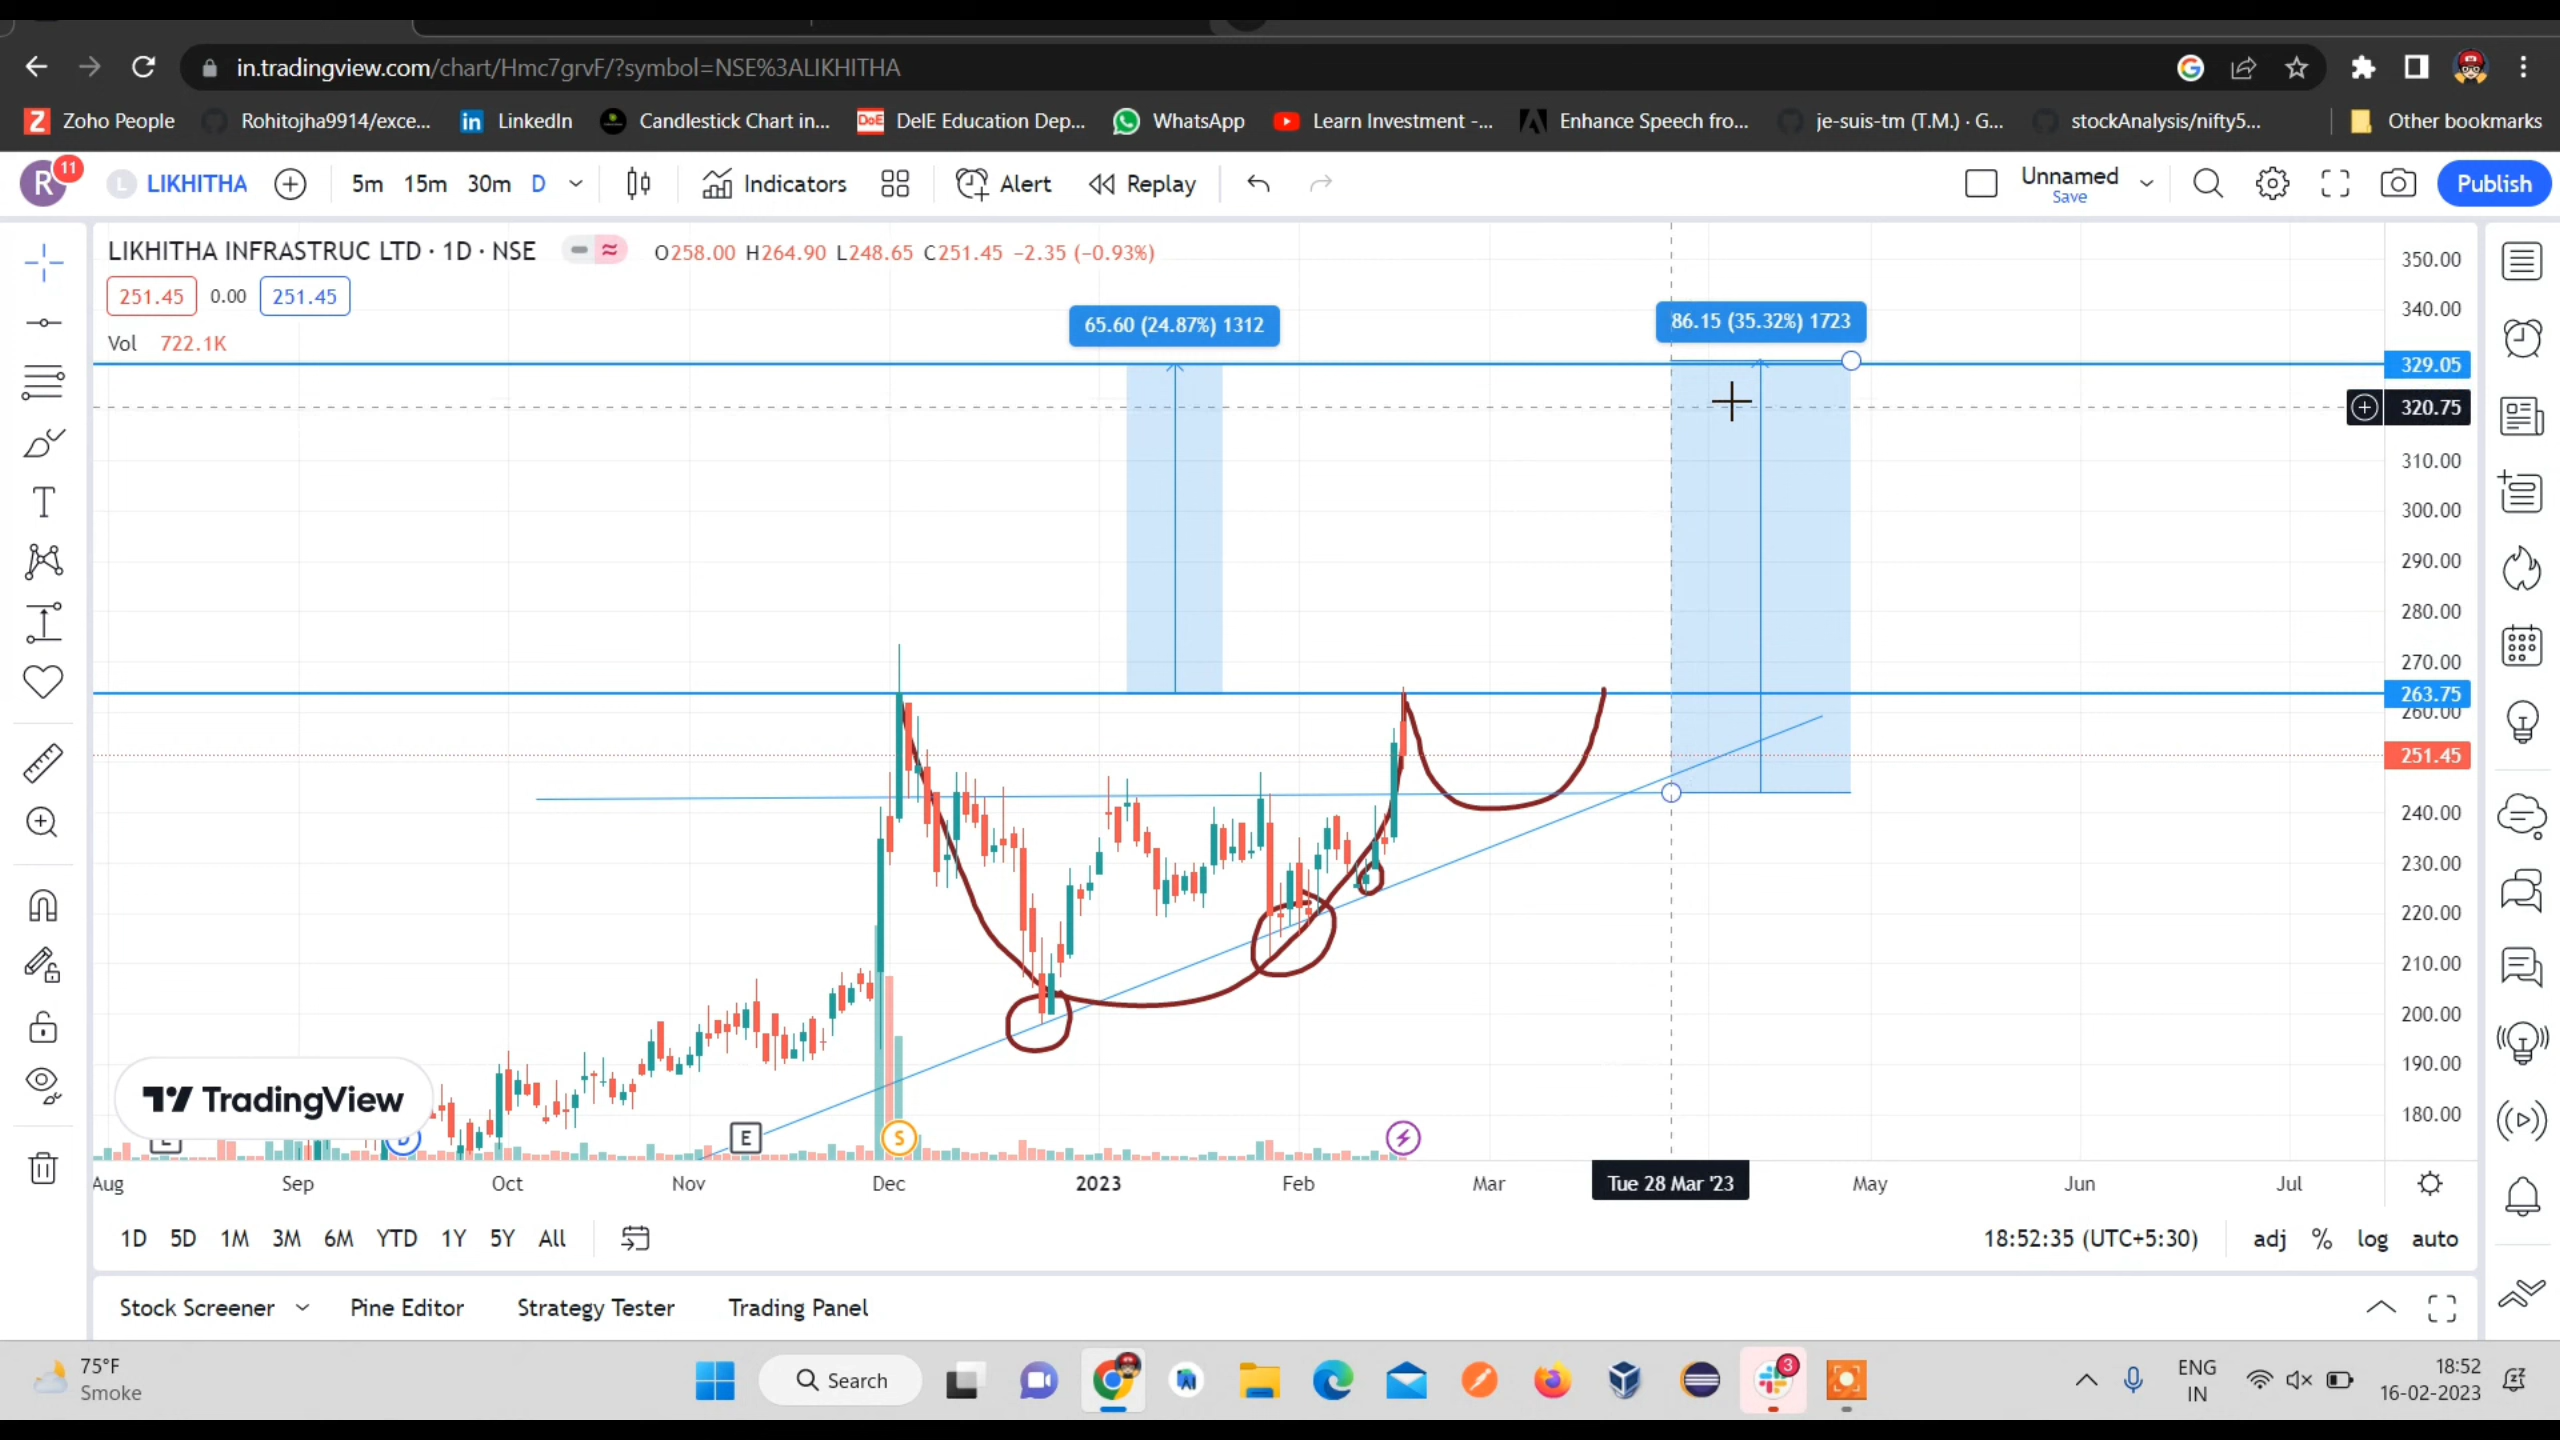 in.tradingview.com/chart/Hmc7grvF/?symbol=NSE%3ALIKHITHA
Zoho People Rohitojha9914/exce... LinkedIn Candlestick Chart in... DelE Education Dep... WhatsApp Learn Investment -... Enhance Speech fro... je-suis-tm (T.M.) · G... stockAnalysis/nifty5... Other bookmarks
R 11 L LIKHITHA 5m 15m 30m D Indicators Alert Replay Unnamed Save Publish
LIKHITHA INFRASTRUC LTD · 1D · NSE O258.00 H264.90 L248.65 C251.45 −2.35 (−0.93%)
251.45 0.00 251.45
Vol 722.1K
65.60 (24.87%) 1312
86.15 (35.32%) 1723
350.00
340.00
329.05
320.75
310.00
300.00
290.00
280.00
270.00
263.75
260.00
251.45
240.00
230.00
220.00
210.00
200.00
190.00
180.00
TradingView
E S
Aug Sep Oct Nov Dec 2023 Feb Mar Tue 28 Mar '23 May Jun Jul
1D 5D 1M 3M 6M YTD 1Y 5Y All 18:52:35 (UTC+5:30) adj % log auto
Stock Screener Pine Editor Strategy Tester Trading Panel
75°F
Smoke
Search
3
ENG
IN
18:52
16-02-2023